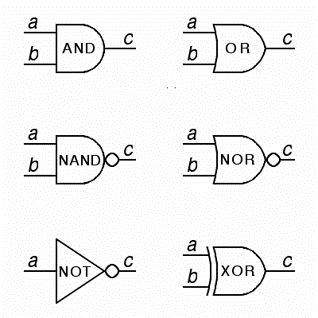 a AND c a OR c
b b
a NAND c a NOR c
b b
a NOT c a XOR c
b